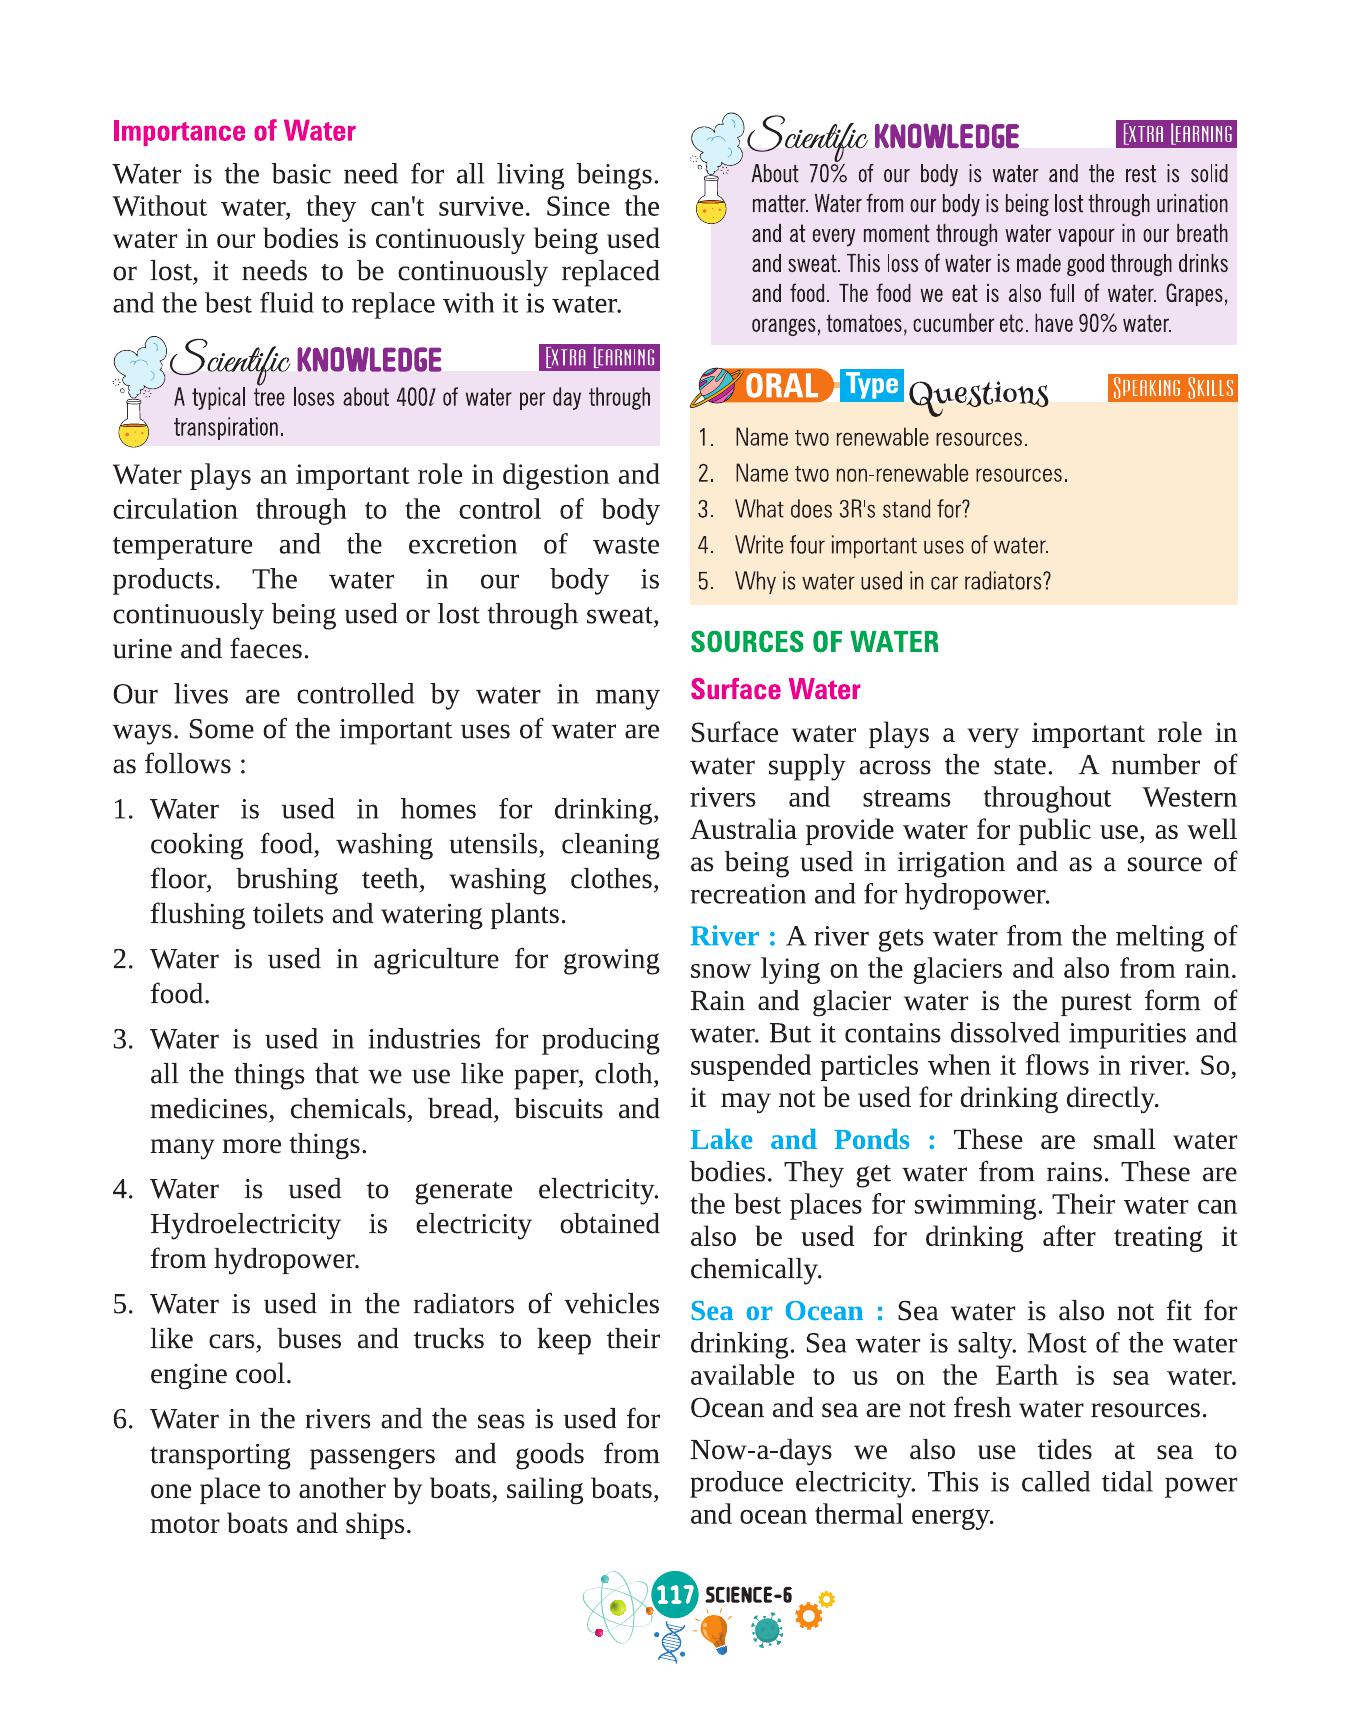 Importance of Water
Water is the basic need for all living beings.
Without water, they can't survive. Since the
water in our bodies is continuously being used
or lost, it needs to be continuously replaced
and the best fluid to replace with it is water.
Scientific KNOWLEDGE
EXTRA LEARNING
A typical tree loses about 400l of water per day through
transpiration.
Water plays an important role in digestion and
circulation through to the control of body
temperature and the excretion of waste
products. The water in our body is
continuously being used or lost through sweat,
urine and faeces.
Our lives are controlled by water in many
ways. Some of the important uses of water are
as follows :
1. Water is used in homes for drinking,
cooking food, washing utensils, cleaning
floor, brushing teeth, washing clothes,
flushing toilets and watering plants.
2. Water is used in agriculture for growing
food.
3. Water is used in industries for producing
all the things that we use like paper, cloth,
medicines, chemicals, bread, biscuits and
many more things.
4. Water is used to generate electricity.
Hydroelectricity is electricity obtained
from hydropower.
5. Water is used in the radiators of vehicles
like cars, buses and trucks to keep their
engine cool.
6. Water in the rivers and the seas is used for
transporting passengers and goods from
one place to another by boats, sailing boats,
motor boats and ships.
Scientific KNOWLEDGE
EXTRA LEARNING
About 70% of our body is water and the rest is solid
matter. Water from our body is being lost through urination
and at every moment through water vapour in our breath
and sweat. This loss of water is made good through drinks
and food. The food we eat is also full of water. Grapes,
oranges, tomatoes, cucumber etc. have 90% water.
ORAL Type Questions
SPEAKING SKILLS
1. Name two renewable resources.
2. Name two non-renewable resources.
3. What does 3R's stand for?
4. Write four important uses of water.
5. Why is water used in car radiators?
SOURCES OF WATER
Surface Water
Surface water plays a very important role in
water supply across the state. A number of
rivers and streams throughout Western
Australia provide water for public use, as well
as being used in irrigation and as a source of
recreation and for hydropower.
River : A river gets water from the melting of
snow lying on the glaciers and also from rain.
Rain and glacier water is the purest form of
water. But it contains dissolved impurities and
suspended particles when it flows in river. So,
it may not be used for drinking directly.
Lake and Ponds : These are small water
bodies. They get water from rains. These are
the best places for swimming. Their water can
also be used for drinking after treating it
chemically.
Sea or Ocean : Sea water is also not fit for
drinking. Sea water is salty. Most of the water
available to us on the Earth is sea water.
Ocean and sea are not fresh water resources.
Now-a-days we also use tides at sea to
produce electricity. This is called tidal power
and ocean thermal energy.
117 SCIENCE-6